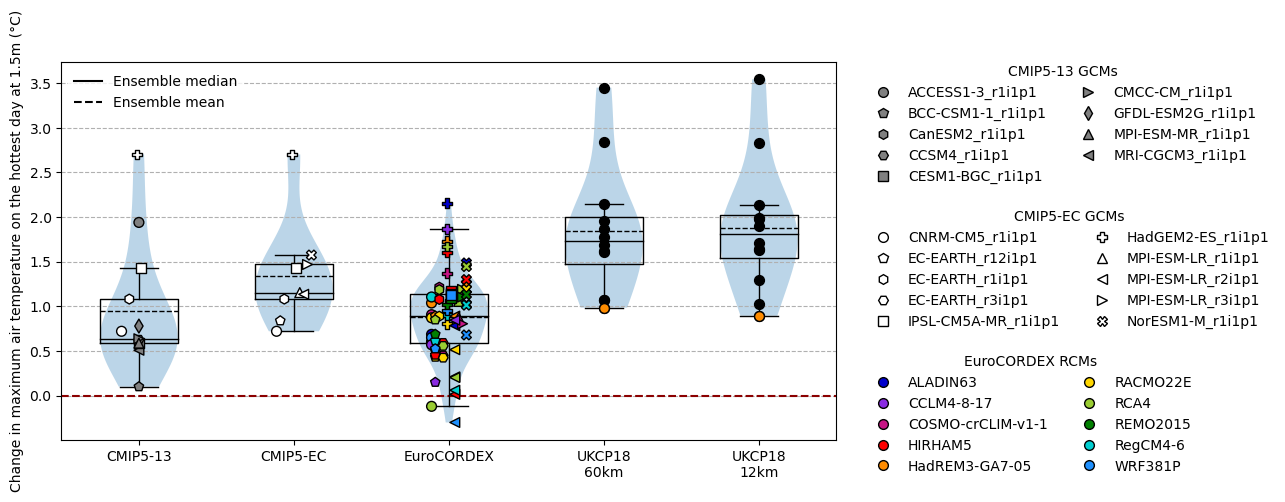 Change in maximum air temperature on the hottest day at 1.5m (°C)
Ensemble median
Ensemble mean
3.5
3.0
2.5
2.0
1.5
1.0
0.5
0.0
CMIP5-13
CMIP5-EC
EuroCORDEX
UKCP18
60km
UKCP18
12km
CMIP5-13 GCMs
ACCESS1-3_r1i1p1
BCC-CSM1-1_r1i1p1
CanESM2_r1i1p1
CCSM4_r1i1p1
CESM1-BGC_r1i1p1
CMCC-CM_r1i1p1
GFDL-ESM2G_r1i1p1
MPI-ESM-MR_r1i1p1
MRI-CGCM3_r1i1p1
CMIP5-EC GCMs
CNRM-CM5_r1i1p1
EC-EARTH_r12i1p1
EC-EARTH_r1i1p1
EC-EARTH_r3i1p1
IPSL-CM5A-MR_r1i1p1
HadGEM2-ES_r1i1p1
MPI-ESM-LR_r1i1p1
MPI-ESM-LR_r2i1p1
MPI-ESM-LR_r3i1p1
NorESM1-M_r1i1p1
EuroCORDEX RCMs
ALADIN63
CCLM4-8-17
COSMO-crCLIM-v1-1
HIRHAM5
HadREM3-GA7-05
RACMO22E
RCA4
REMO2015
RegCM4-6
WRF381P